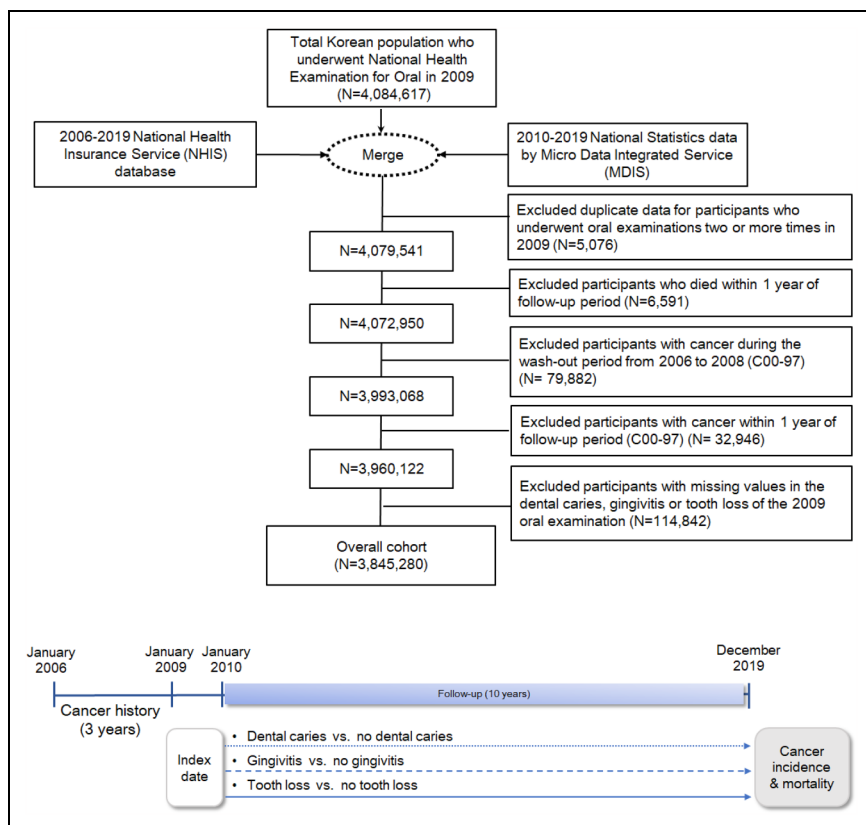 Total Korean population who
underwent National Health
Examination for Oral in 2009
(N=4,084,617)
2006-2019 National Health
Insurance Service (NHIS)
database
Merge
2010-2019 National Statistics data
by Micro Data Integrated Service
(MDIS)
Excluded duplicate data for participants who
underwent oral examinations two or more times in
2009 (N=5,076)
N=4,079,541
Excluded participants who died within 1 year of
follow-up period (N=6,591)
N=4,072,950
Excluded participants with cancer during the
wash-out period from 2006 to 2008 (C00-97)
(N= 79,882)
N=3,993,068
Excluded participants with cancer within 1 year of
follow-up period (C00-97) (N= 32,946)
N=3,960,122
Excluded participants with missing values in the
dental caries, gingivitis or tooth loss of the 2009
oral examination (N=114,842)
Overall cohort
(N=3,845,280)
January
2006
January
2009
January
2010
December
2019
Follow-up (10 years)
Cancer history
(3 years)
Index
date
• Dental caries vs. no dental caries
• Gingivitis vs. no gingivitis
• Tooth loss vs. no tooth loss
Cancer
incidence
& mortality